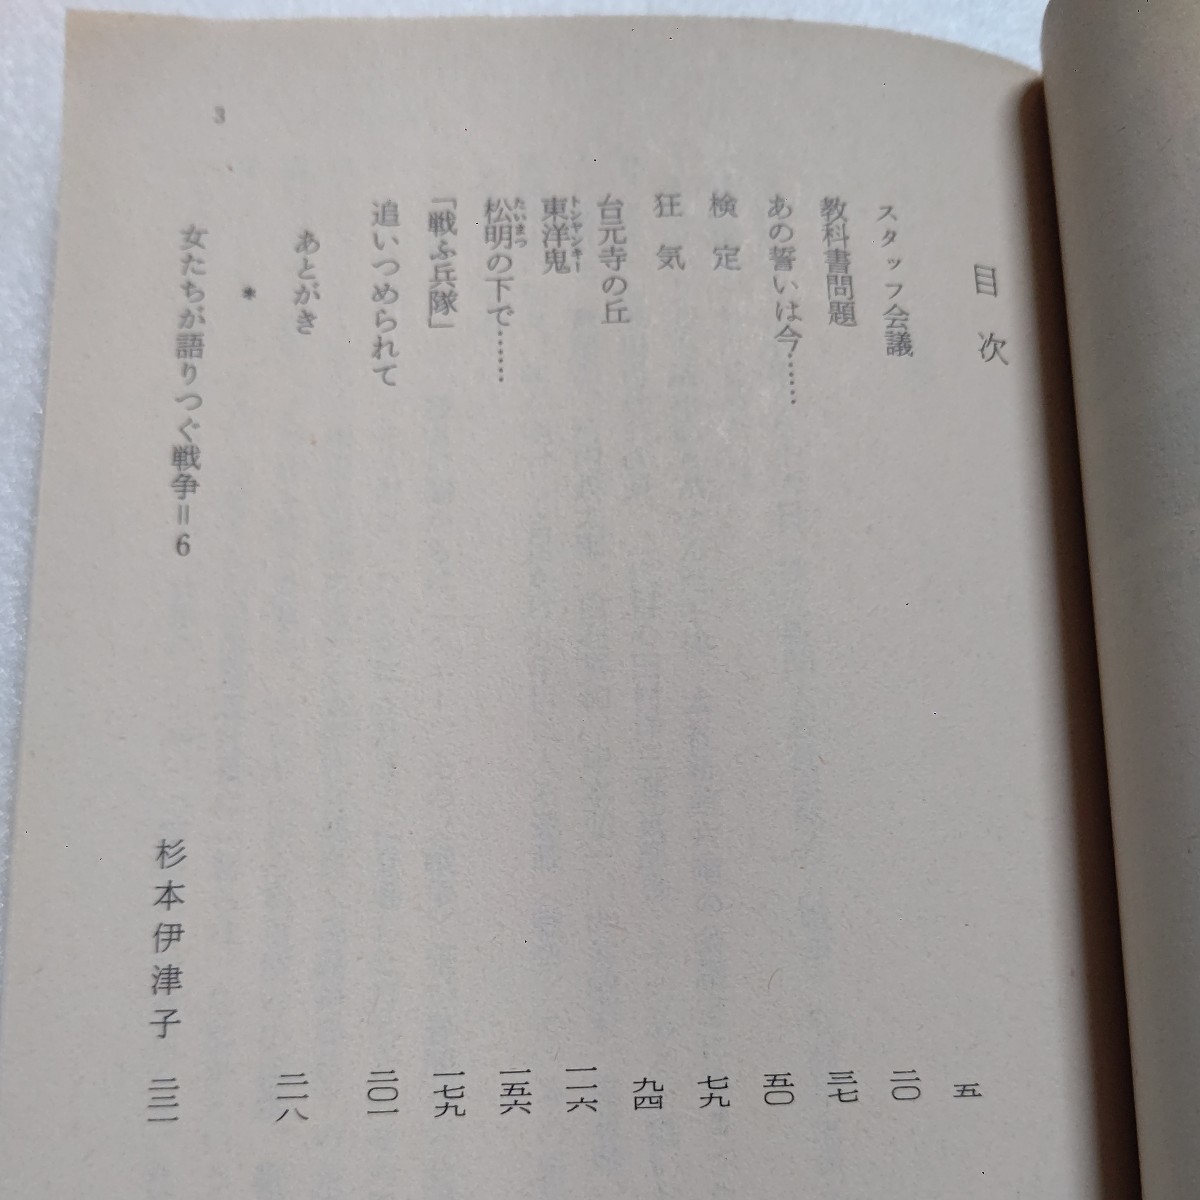 目次
スタッフ会議 五
教科書問題 二〇
あの誓いは今…… 三七
検定 五〇
狂気 七九
台元寺の丘 九四
東洋鬼 一一六
トンヤンキー
松明の下で…… 一五六
たいまつ
「戦ふ兵隊」 一七九
追いつめられて 二〇一
あとがき 二一八
*
女たちが語りつぐ戦争＝6 杉本伊津子 二三一
3